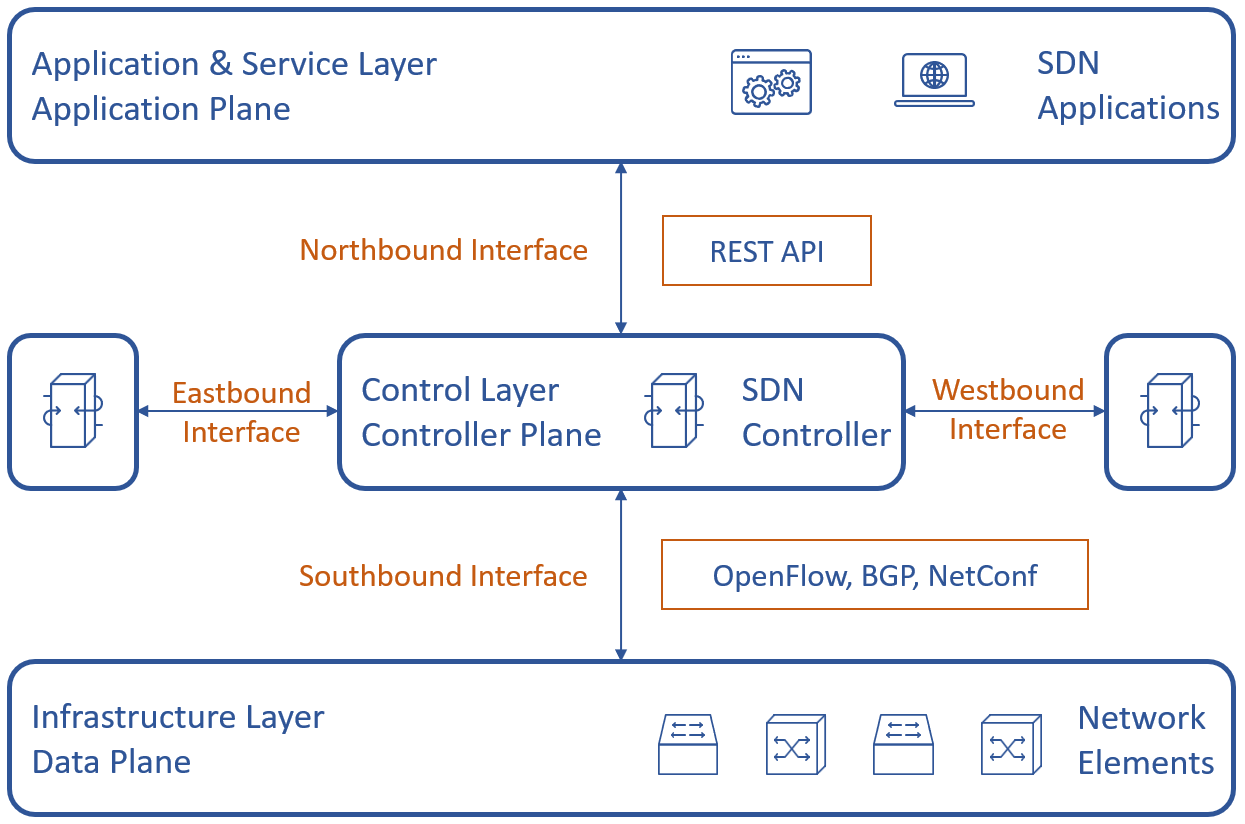 Application & Service Layer
Application Plane
SDN
Applications
Northbound Interface
REST API
Eastbound
Interface
Control Layer
Controller Plane
SDN
Controller
Westbound
Interface
Southbound Interface
OpenFlow, BGP, NetConf
Infrastructure Layer
Data Plane
Network
Elements